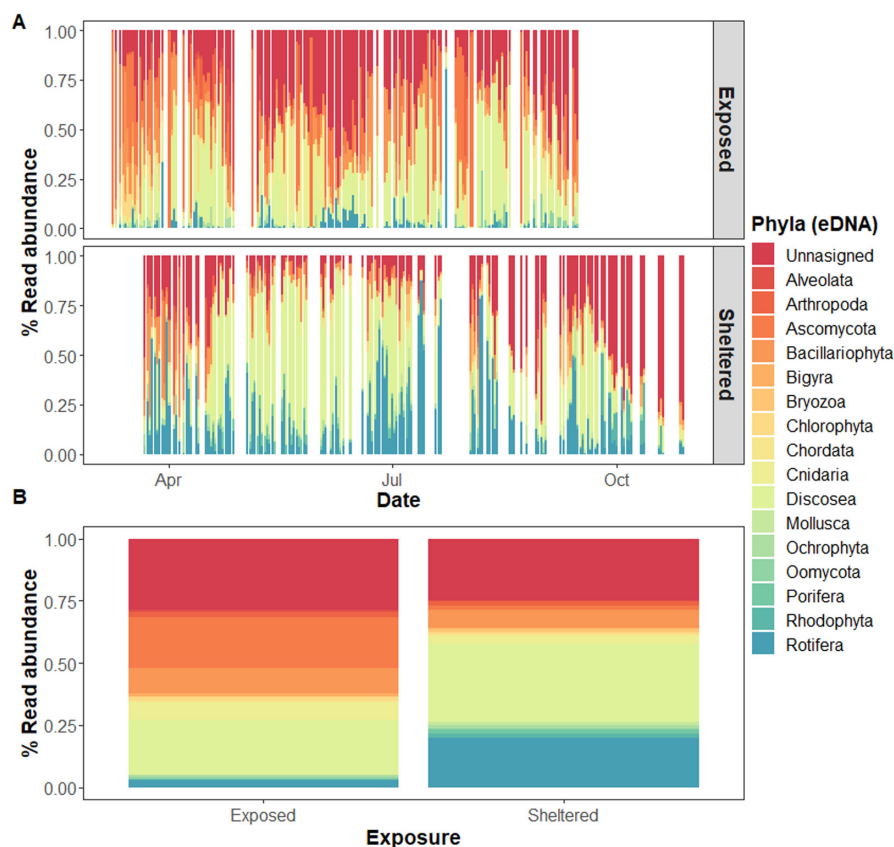 A
1.00
0.75
0.50
0.25
0.00
Exposed
1.00
0.75
0.50
0.25
0.00
Sheltered
% Read abundance
Apr
Jul
Oct
Date
B
1.00
0.75
0.50
0.25
0.00
% Read abundance
Exposed
Sheltered
Exposure
Phyla (eDNA)
Unnasigned
Alveolata
Arthropoda
Ascomycota
Bacillariophyta
Bigyra
Bryozoa
Chlorophyta
Chordata
Cnidaria
Discosea
Mollusca
Ochrophyta
Oomycota
Porifera
Rhodophyta
Rotifera